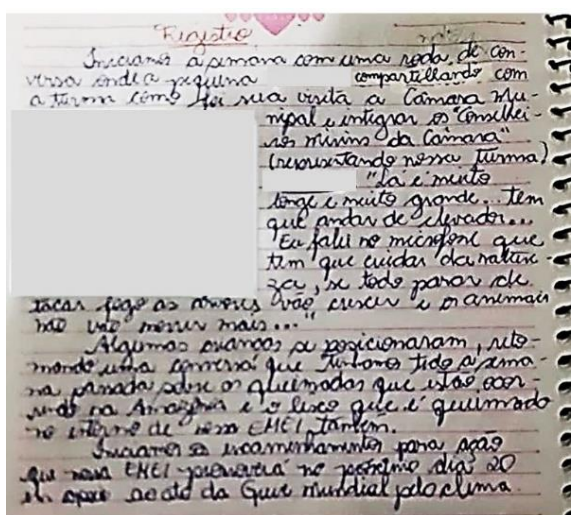 Registro
Iniciamos a semana com uma roda de con-
versa onde a pequena compartilhando com
a turma como foi sua visita a Câmara Mu-
nipal e integrar os "Conselhei-
ros mirins da Câmara"
(representando nossa turma)
"Lá é muito
longe e muito grande... tem
que andar de elevador...
Eu falei no microfone que
tem que cuidar da nature-
za, se todo parar de
tacar fogo as árvores vão crescer e os animais
não vão morrer mais..."
Algumas crianças se posicionaram, reto-
mando uma conversa que tínhamos tido a sema-
na passada sobre as queimadas que estão ocor-
rendo na Amazônia e o lixo que é queimado
no entorno de nossa EMEI também.
Iniciamos os encaminhamentos para ação
que nossa EMEI promoverá no próximo dia 20
em apoio ao ato da Greve mundial pelo clima.